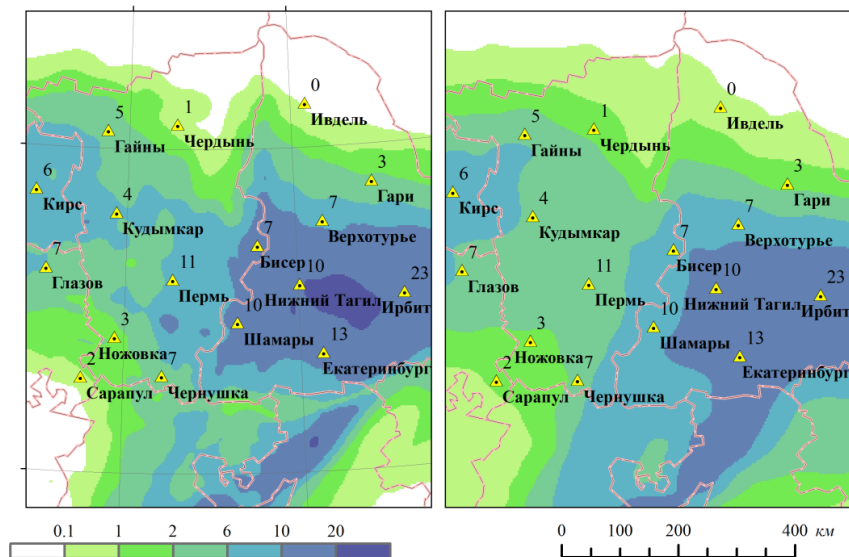 0
Ивдель
5
Гайны
1
Чердынь
3
Гари
6
Кирс
4
Кудымкар
7
Верхотурье
7
Бисер
7
Глазов
11
Пермь
10
Нижний Тагил
23
Ирбит
10
Шамары
3
Ножовка
13
Екатеринбург
2
Сарапул
7
Чернушка
0
Ивдель
5
Гайны
1
Чердынь
3
Гари
6
Кирс
4
Кудымкар
7
Верхотурье
7
Бисер
7
Глазов
11
Пермь
10
Нижний Тагил
23
Ирбит
10
Шамары
3
Ножовка
13
Екатеринбург
2
Сарапул
7
Чернушка
0.1 1 2 6 10 20
0 100 200 400 км